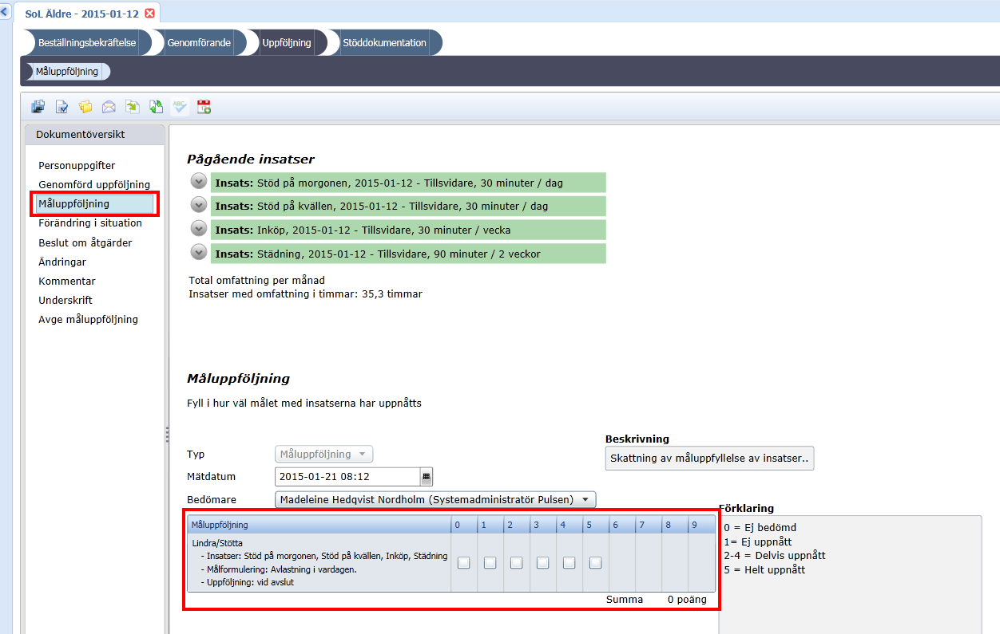 SoL Äldre - 2015-01-12
Beställningsbekräftelse Genomförande Uppföljning Stöddokumentation
Måluppföljning
Dokumentöversikt
Personuppgifter
Genomförd uppföljning
Måluppföljning
Förändring i situation
Beslut om åtgärder
Ändringar
Kommentar
Underskrift
Avge måluppföljning
Pågående insatser
Insats: Stöd på morgonen, 2015-01-12 - Tillsvidare, 30 minuter / dag
Insats: Stöd på kvällen, 2015-01-12 - Tillsvidare, 30 minuter / dag
Insats: Inköp, 2015-01-12 - Tillsvidare, 30 minuter / vecka
Insats: Städning, 2015-01-12 - Tillsvidare, 90 minuter / 2 veckor
Total omfattning per månad
Insatser med omfattning i timmar: 35,3 timmar
Måluppföljning
Fyll i hur väl målet med insatserna har uppnåtts
Typ Måluppföljning
Mätdatum 2015-01-21 08:12
Bedömare Madeleine Hedqvist Nordholm (Systemadministratör Pulsen)
Beskrivning
Skattning av måluppfyllelse av insatser..
Måluppföljning 0 1 2 3 4 5 6 7 8 9
Lindra/Stötta
- Insatser: Stöd på morgonen, Stöd på kvällen, Inköp, Städning
- Målformulering: Avlastning i vardagen.
- Uppföljning: vid avslut
Summa 0 poäng
Förklaring
0 = Ej bedömd
1= Ej uppnått
2-4 = Delvis uppnått
5 = Helt uppnått